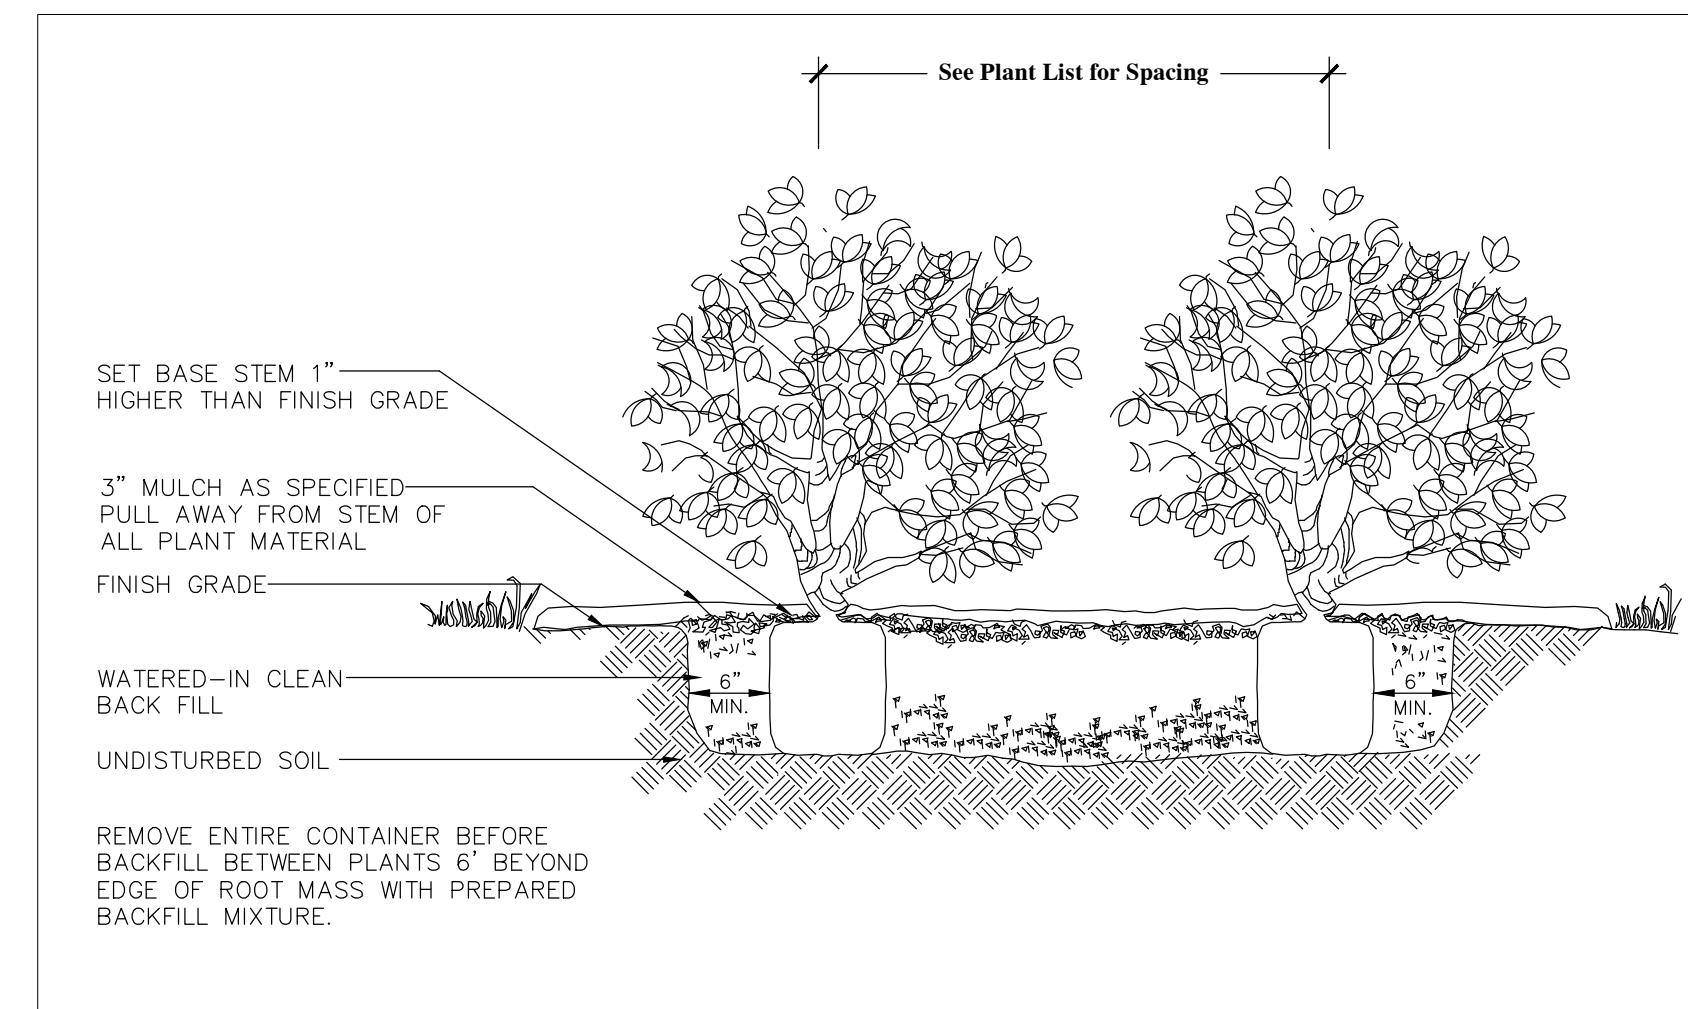 See Plant List for Spacing
SET BASE STEM 1”
HIGHER THAN FINISH GRADE
3” MULCH AS SPECIFIED
PULL AWAY FROM STEM OF
ALL PLANT MATERIAL
FINISH GRADE
WATERED-IN CLEAN
BACK FILL
6”
MIN.
6”
MIN.
UNDISTURBED SOIL
REMOVE ENTIRE CONTAINER BEFORE
BACKFILL BETWEEN PLANTS 6’ BEYOND
EDGE OF ROOT MASS WITH PREPARED
BACKFILL MIXTURE.